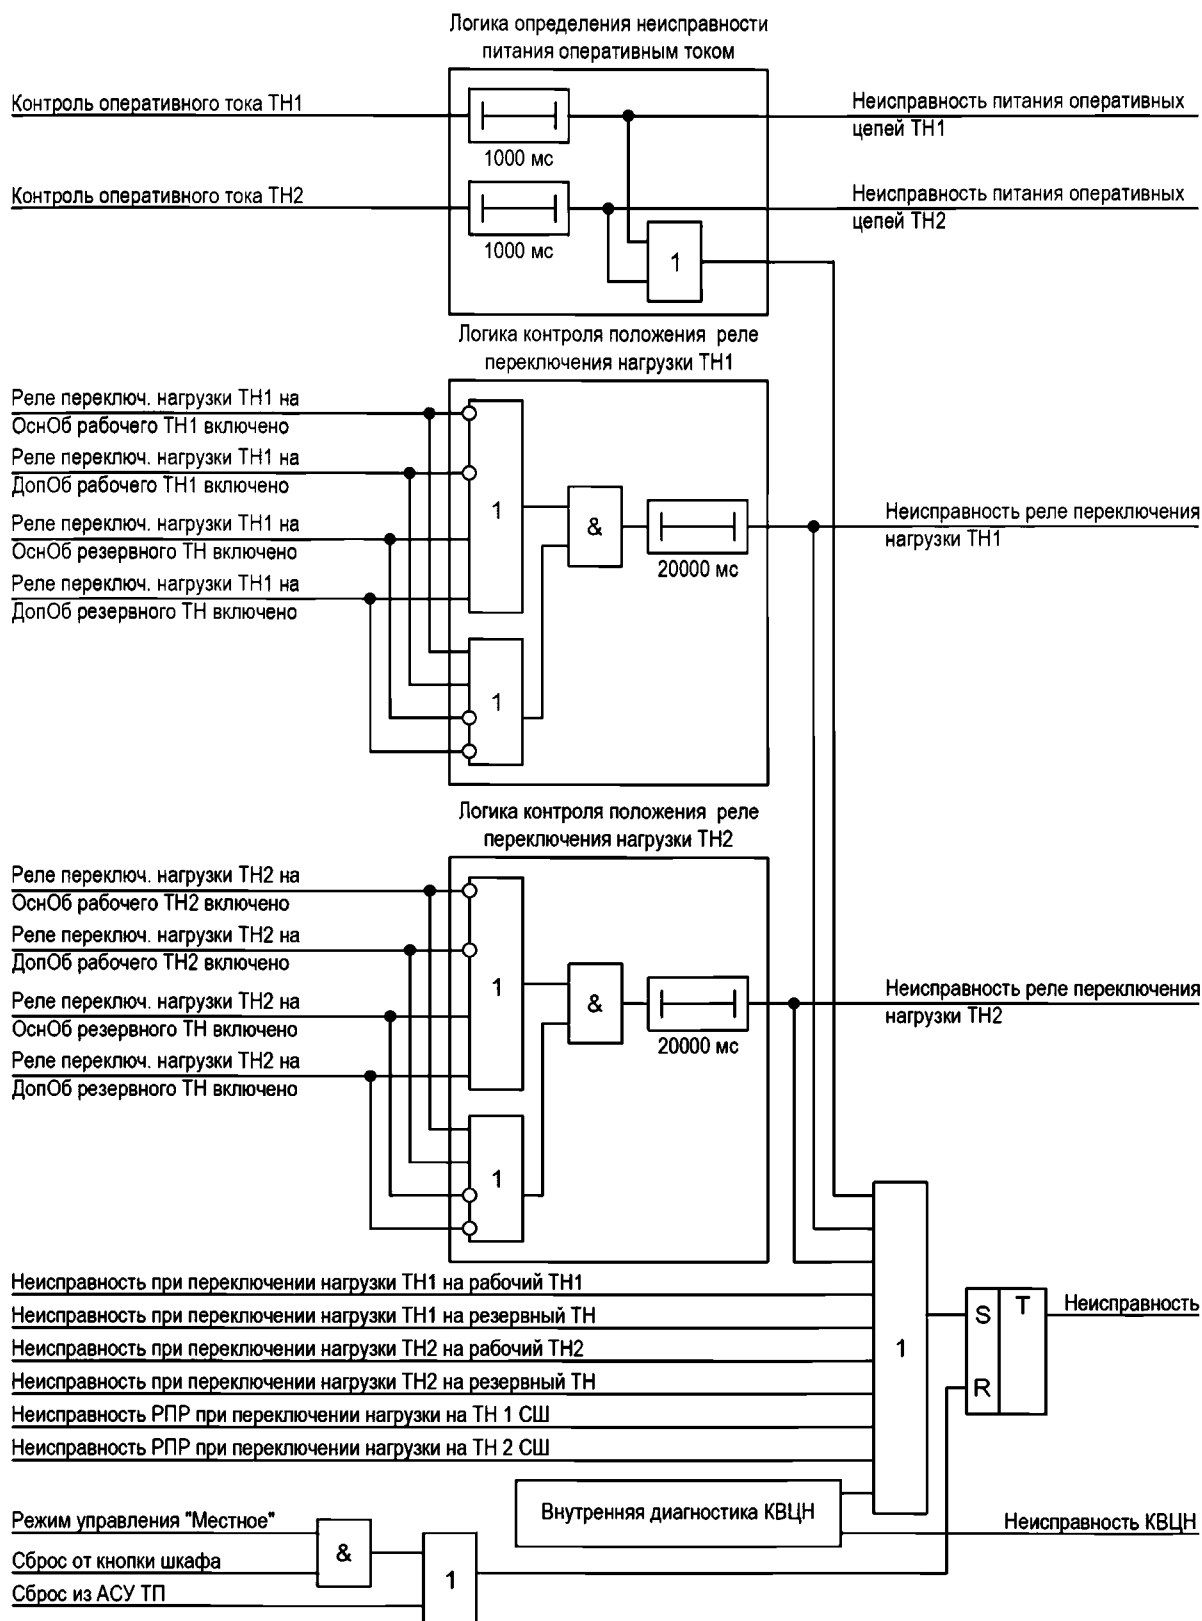 Логика определения неисправности
питания оперативным током
Контроль оперативного тока ТН1
1000 мс
Неисправность питания оперативных
цепей ТН1
Контроль оперативного тока ТН2
1000 мс
1
Неисправность питания оперативных
цепей ТН2
Логика контроля положения реле
переключения нагрузки ТН1
Реле переключ. нагрузки ТН1 на
ОснОб рабочего ТН1 включено
Реле переключ. нагрузки ТН1 на
ДопОб рабочего ТН1 включено
Реле переключ. нагрузки ТН1 на
ОснОб резервного ТН включено
Реле переключ. нагрузки ТН1 на
ДопОб резервного ТН включено
1
&
20000 мс
1
Неисправность реле переключения
нагрузки ТН1
Логика контроля положения реле
переключения нагрузки ТН2
Реле переключ. нагрузки ТН2 на
ОснОб рабочего ТН2 включено
Реле переключ. нагрузки ТН2 на
ДопОб рабочего ТН2 включено
Реле переключ. нагрузки ТН2 на
ОснОб резервного ТН включено
Реле переключ. нагрузки ТН2 на
ДопОб резервного ТН включено
1
&
20000 мс
1
Неисправность реле переключения
нагрузки ТН2
Неисправность при переключении нагрузки ТН1 на рабочий ТН1
Неисправность при переключении нагрузки ТН1 на резервный ТН
Неисправность при переключении нагрузки ТН2 на рабочий ТН2
Неисправность при переключении нагрузки ТН2 на резервный ТН
Неисправность РПР при переключении нагрузки на ТН 1 СШ
Неисправность РПР при переключении нагрузки на ТН 2 СШ
1
S
T
R
Неисправность
Внутренняя диагностика КВЦН
Неисправность КВЦН
Режим управления "Местное"
Сброс от кнопки шкафа
Сброс из АСУ ТП
&
1